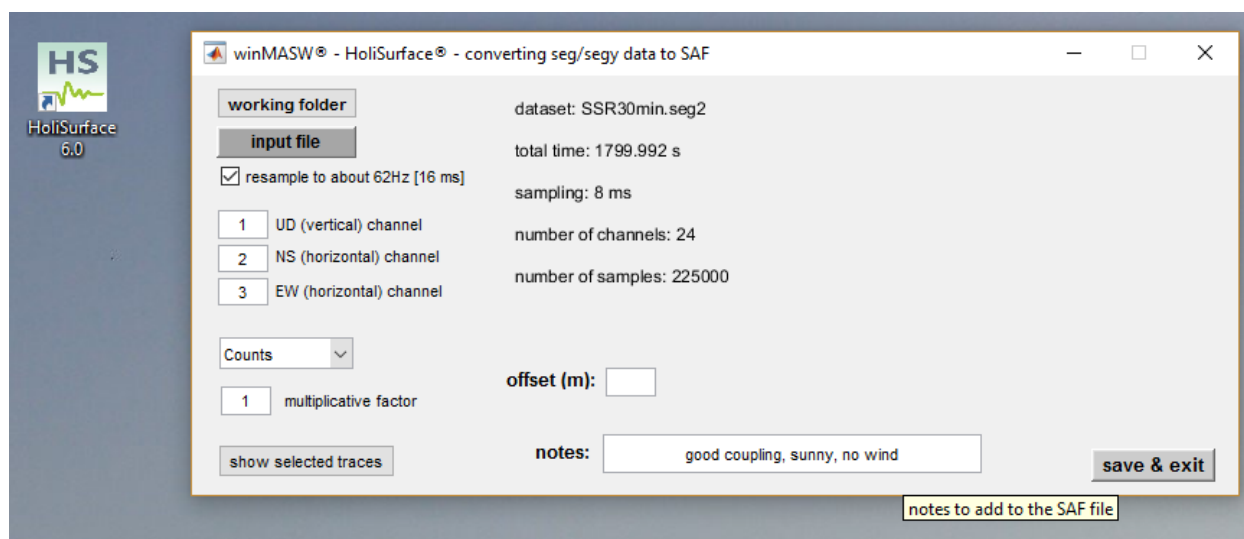 HS
HoliSurface
6.0
winMASW® - HoliSurface® - converting seg/segy data to SAF
working folder
input file
resample to about 62Hz [16 ms]
1 UD (vertical) channel
2 NS (horizontal) channel
3 EW (horizontal) channel
Counts
1 multiplicative factor
show selected traces
dataset: SSR30min.seg2
total time: 1799.992 s
sampling: 8 ms
number of channels: 24
number of samples: 225000
offset (m):
notes: good coupling, sunny, no wind
save & exit
notes to add to the SAF file